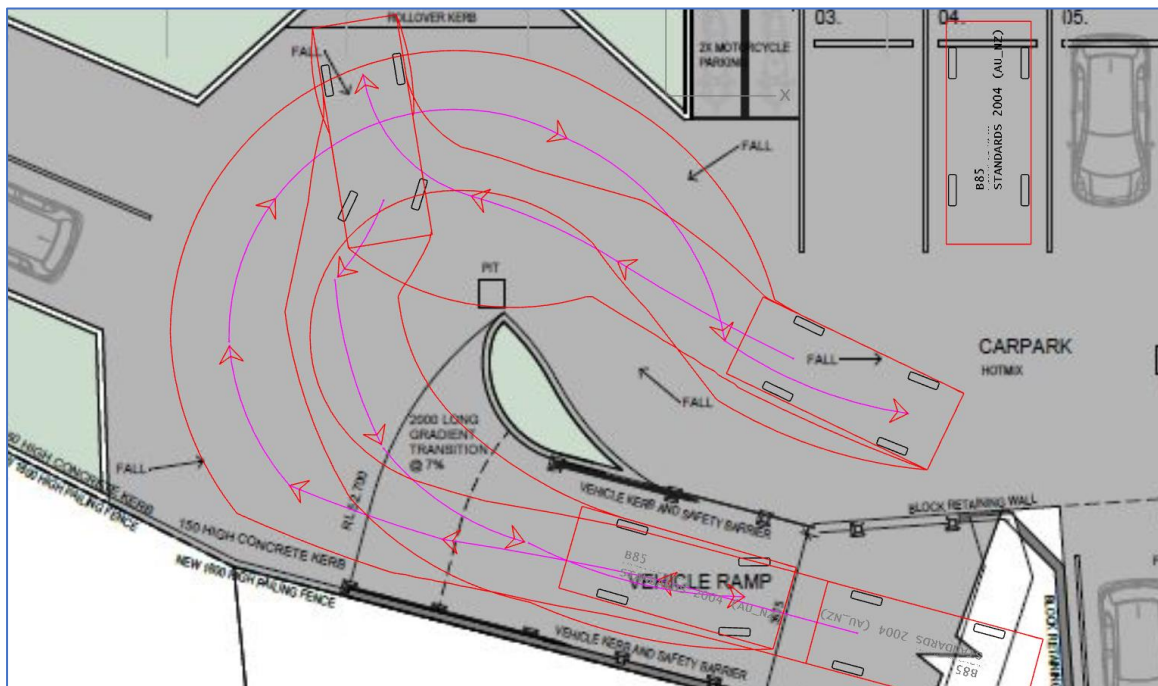 ROLLOVER KERB
FALL
2X MOTORCYCLE
PARKING
03.
04.
05.
X
B85
STANDARDS 2004 (AU_NZ)
FALL
PIT
FALL
CARPARK
HOTMIX
FALL
2000 LONG
GRADIENT
TRANSITION
@ 7%
FALL
HIGH CONCRETE KERB
HIGH PAILING FENCE
150 HIGH CONCRETE KERB
NEW 1800 HIGH PAILING FENCE
VEHICLE KERB AND SAFETY BARRIER
BLOCK RETAINING WALL
B85
2004 (AU_NZ)
VEHICLE RAMP
2004 (AU_NZ)
B85
VEHICLE KERB AND SAFETY BARRIER